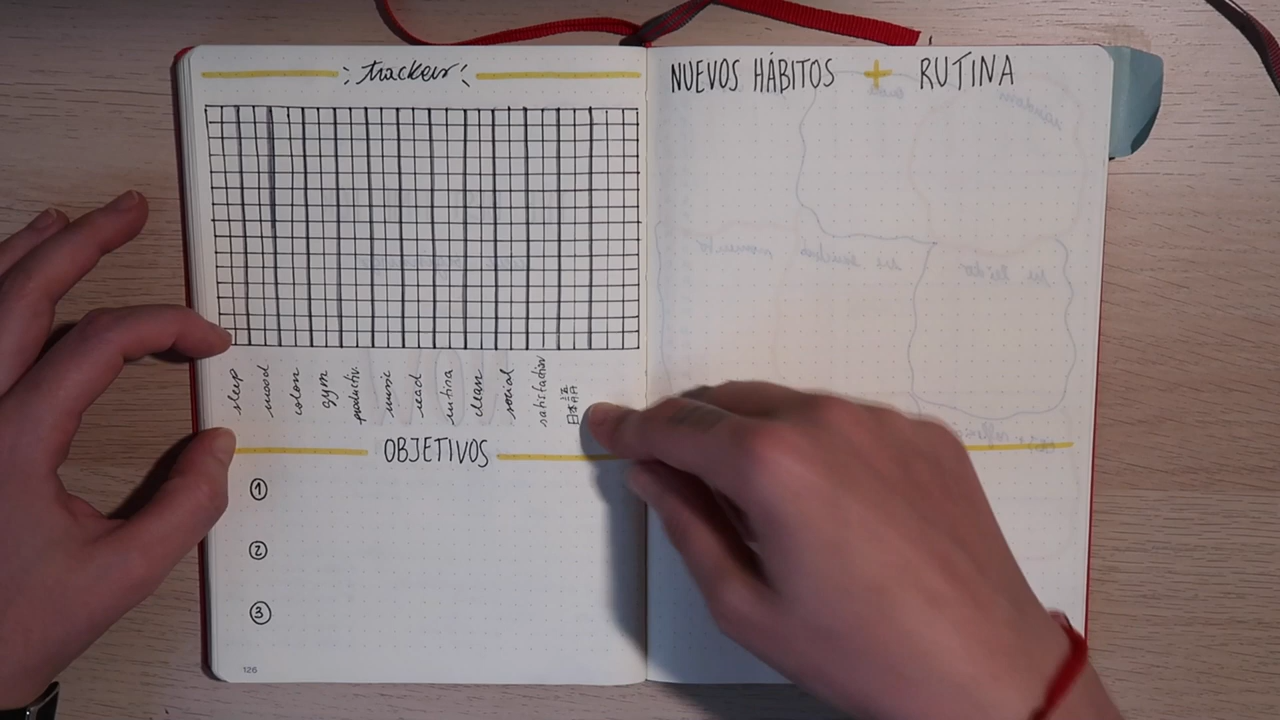 tracker
NUEVOS HÁBITOS + RUTINA
sleep
mood
colon
gym
productiv.
music
read
rutina
clean
social
satisfaction
日本語
OBJETIVOS
1
2
3
126